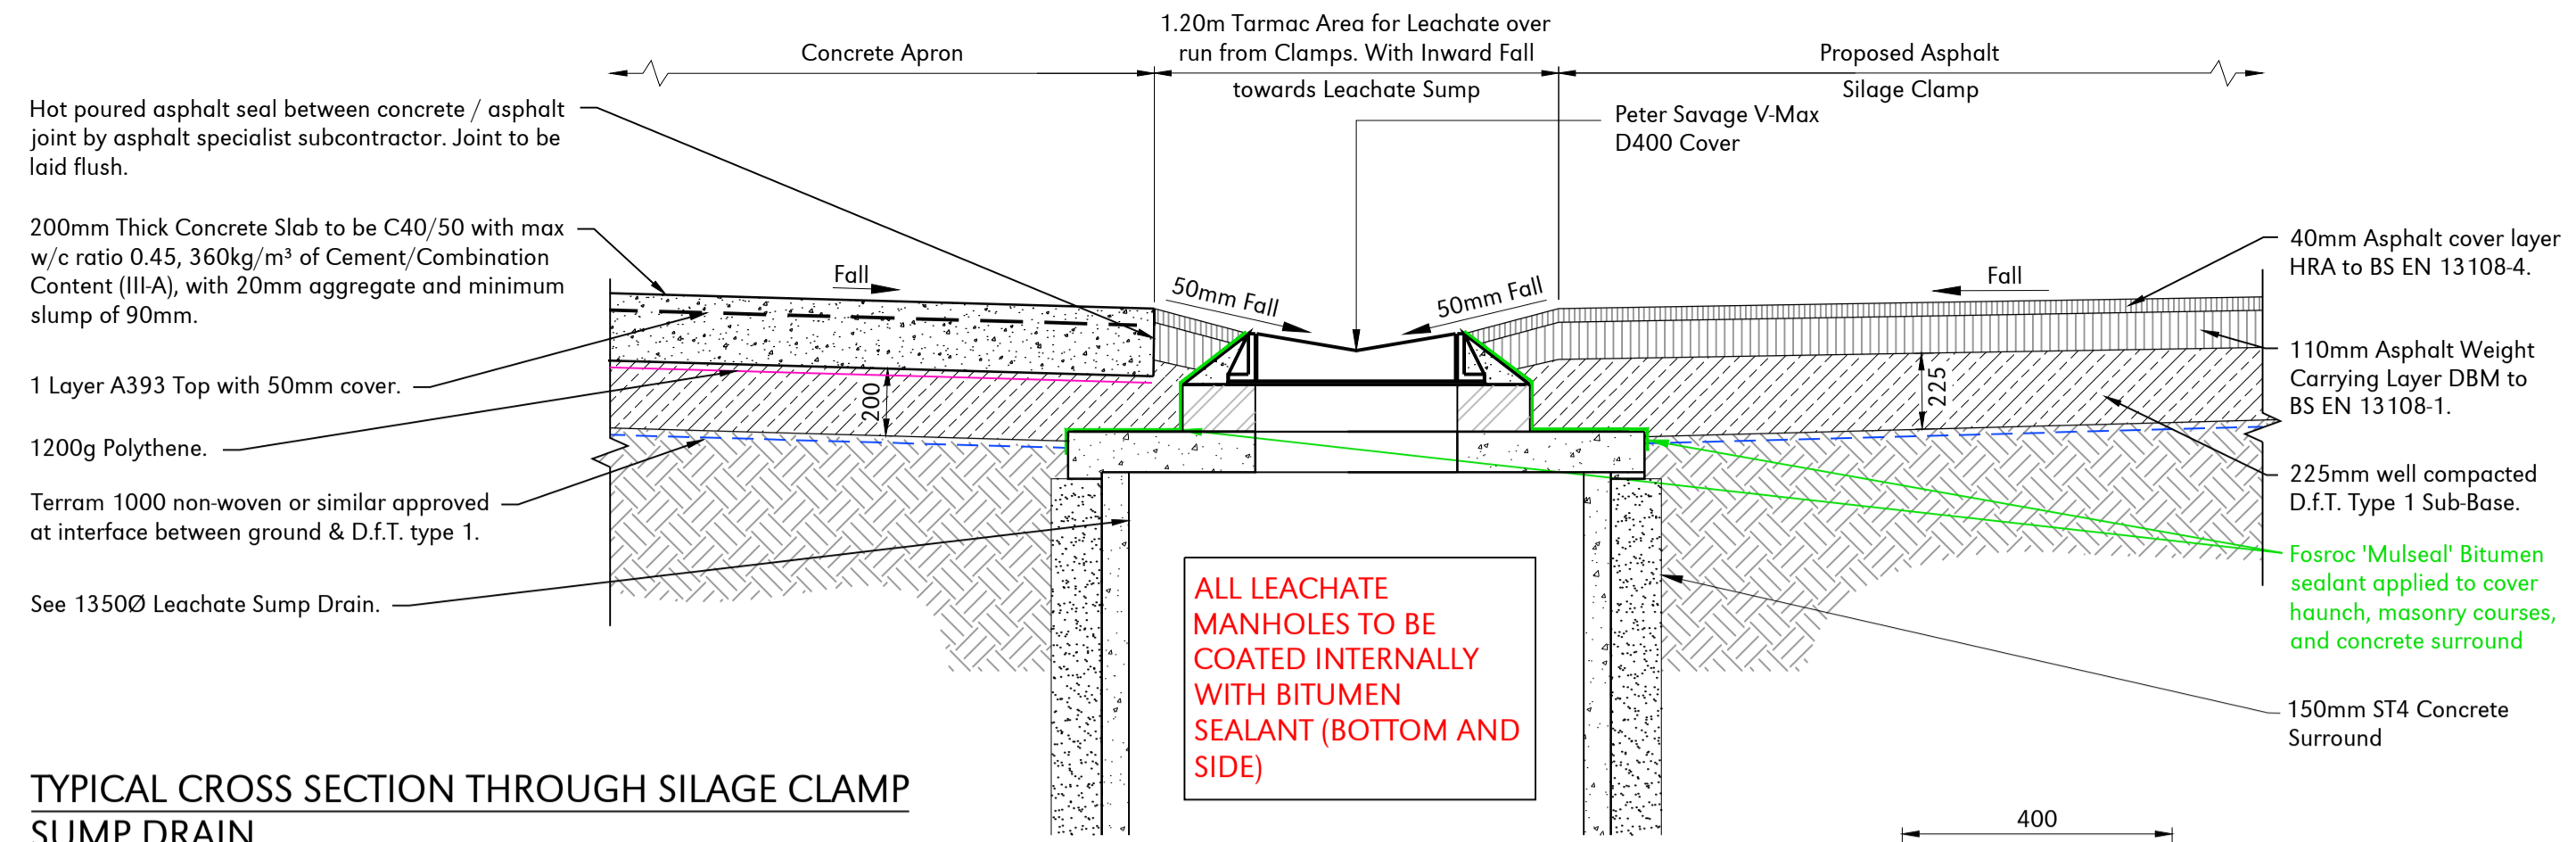 1.20m Tarmac Area for Leachate over
run from Clamps. With Inward Fall
towards Leachate Sump
Concrete Apron
Proposed Asphalt
Silage Clamp
Peter Savage V-Max
D400 Cover
Hot poured asphalt seal between concrete / asphalt
joint by asphalt specialist subcontractor. Joint to be
laid flush.
200mm Thick Concrete Slab to be C40/50 with max
w/c ratio 0.45, 360kg/m³ of Cement/Combination
Content (III-A), with 20mm aggregate and minimum
slump of 90mm.
1 Layer A393 Top with 50mm cover.
1200g Polythene.
Terram 1000 non-woven or similar approved
at interface between ground & D.f.T. type 1.
See 1350Ø Leachate Sump Drain.
Fall
50mm Fall
50mm Fall
Fall
200
225
40mm Asphalt cover layer
HRA to BS EN 13108-4.
110mm Asphalt Weight
Carrying Layer DBM to
BS EN 13108-1.
225mm well compacted
D.f.T. Type 1 Sub-Base.
Fosroc 'Mulseal' Bitumen
sealant applied to cover
haunch, masonry courses,
and concrete surround
150mm ST4 Concrete
Surround
ALL LEACHATE
MANHOLES TO BE
COATED INTERNALLY
WITH BITUMEN
SEALANT (BOTTOM AND
SIDE)
TYPICAL CROSS SECTION THROUGH SILAGE CLAMP
SUMP DRAIN
400